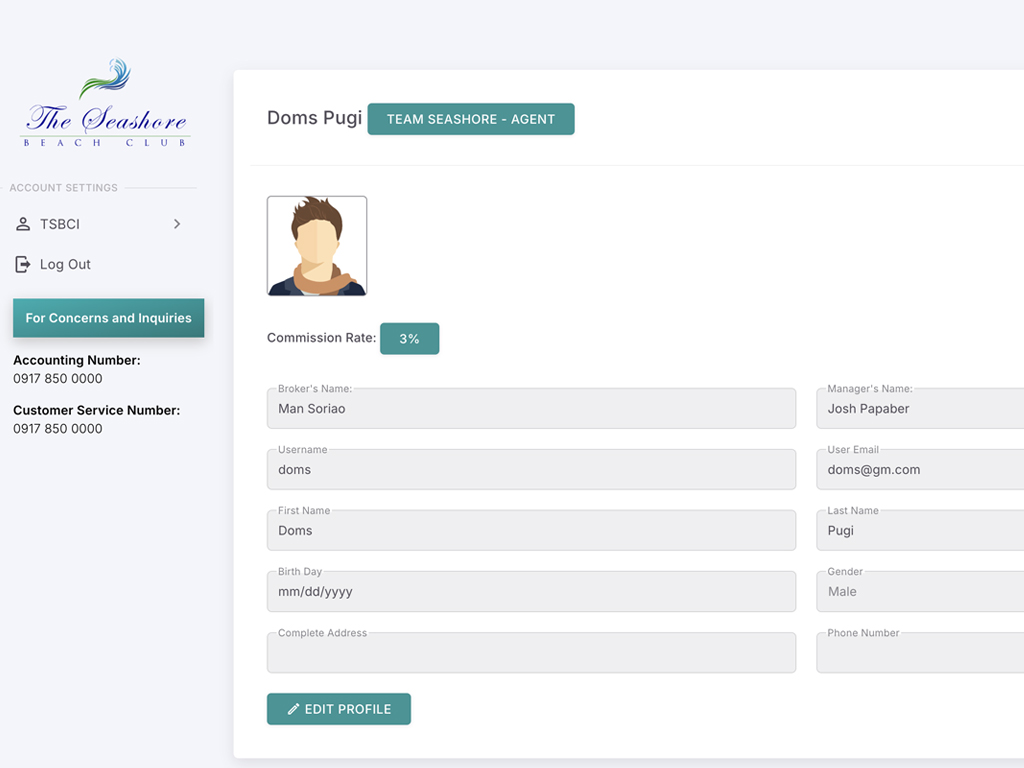 The Seashore
BEACH CLUB
ACCOUNT SETTINGS
TSBCI
Log Out
For Concerns and Inquiries
Accounting Number:
0917 850 0000
Customer Service Number:
0917 850 0000
Doms Pugi TEAM SEASHORE - AGENT
Commission Rate: 3%
Broker's Name:
Man Soriao
Manager's Name:
Josh Papaber
Username
doms
User Email
doms@gm.com
First Name
Doms
Last Name
Pugi
Birth Day
mm/dd/yyyy
Gender
Male
Complete Address
Phone Number
EDIT PROFILE